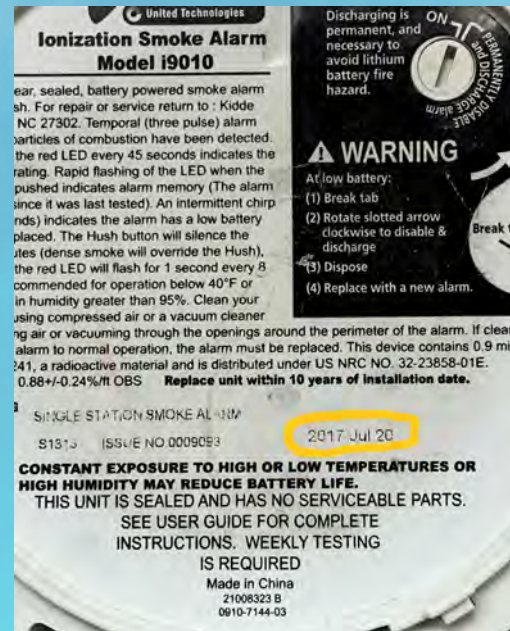 United Technologies
Ionization Smoke Alarm
Model i9010
ear, sealed, battery powered smoke alarm
sh. For repair or service return to : Kidde
NC 27302. Temporal (three pulse) alarm
particles of combustion have been detected.
the red LED every 45 seconds indicates the
rating. Rapid flashing of the LED when the
pushed indicates alarm memory (The alarm
since it was last tested). An intermittent chirp
nds) indicates the alarm has a low battery
placed. The Hush button will silence the
utes (dense smoke will override the Hush),
the red LED will flash for 1 second every 8
commended for operation below 40°F or
in humidity greater than 95%. Clean your
using compressed air or a vacuum cleaner
ng air or vacuuming through the openings around the perimeter of the alarm. If clean
alarm to normal operation, the alarm must be replaced. This device contains 0.9 mi
241, a radioactive material and is distributed under US NRC NO. 32-23858-01E.
0.88+/-0.24%/ft OBS Replace unit within 10 years of installation date.
Discharging is
permanent, and
necessary to
avoid lithium
battery fire
hazard.
ON
PERMANENTLY DISABLE
and DISCHARGE
alarm
WARNING
At low battery:
(1) Break tab
(2) Rotate slotted arrow
clockwise to disable &
discharge
(3) Dispose
(4) Replace with a new alarm.
Break t
SINGLE STATION SMOKE ALARM
ISSUE NO 0009093
2017 Jul 20
CONSTANT EXPOSURE TO HIGH OR LOW TEMPERATURES OR
HIGH HUMIDITY MAY REDUCE BATTERY LIFE.
THIS UNIT IS SEALED AND HAS NO SERVICEABLE PARTS.
SEE USER GUIDE FOR COMPLETE
INSTRUCTIONS. WEEKLY TESTING
IS REQUIRED
Made in China
21008323 B
0910-7144-03